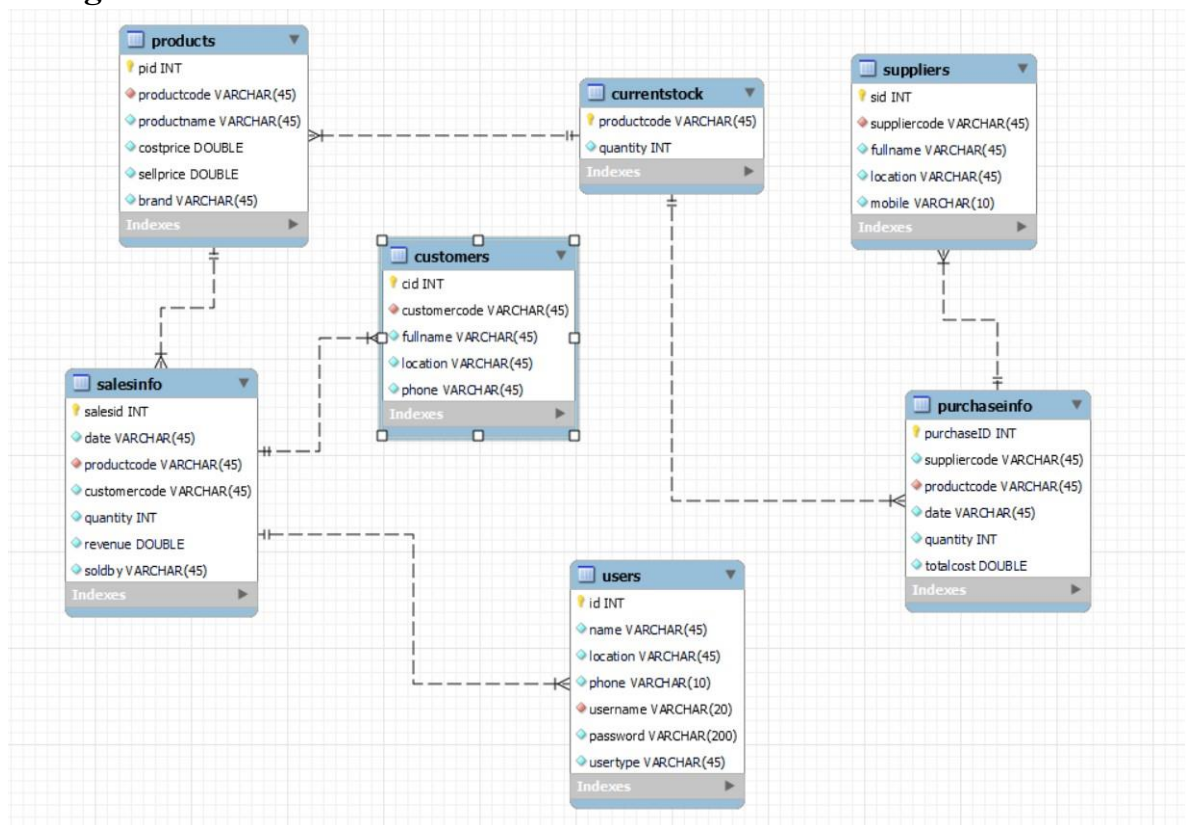 products
pid INT
productcode VARCHAR(45)
productname VARCHAR(45)
costprice DOUBLE
sellprice DOUBLE
brand VARCHAR(45)
Indexes
currentstock
productcode VARCHAR(45)
quantity INT
Indexes
suppliers
sid INT
suppliercode VARCHAR(45)
fullname VARCHAR(45)
location VARCHAR(45)
mobile VARCHAR(10)
Indexes
customers
cid INT
customercode VARCHAR(45)
fullname VARCHAR(45)
location VARCHAR(45)
phone VARCHAR(45)
Indexes
salesinfo
salesid INT
date VARCHAR(45)
productcode VARCHAR(45)
customercode VARCHAR(45)
quantity INT
revenue DOUBLE
soldby VARCHAR(45)
Indexes
purchaseinfo
purchaseID INT
suppliercode VARCHAR(45)
productcode VARCHAR(45)
date VARCHAR(45)
quantity INT
totalcost DOUBLE
Indexes
users
id INT
name VARCHAR(45)
location VARCHAR(45)
phone VARCHAR(10)
username VARCHAR(20)
password VARCHAR(200)
usertype VARCHAR(45)
Indexes